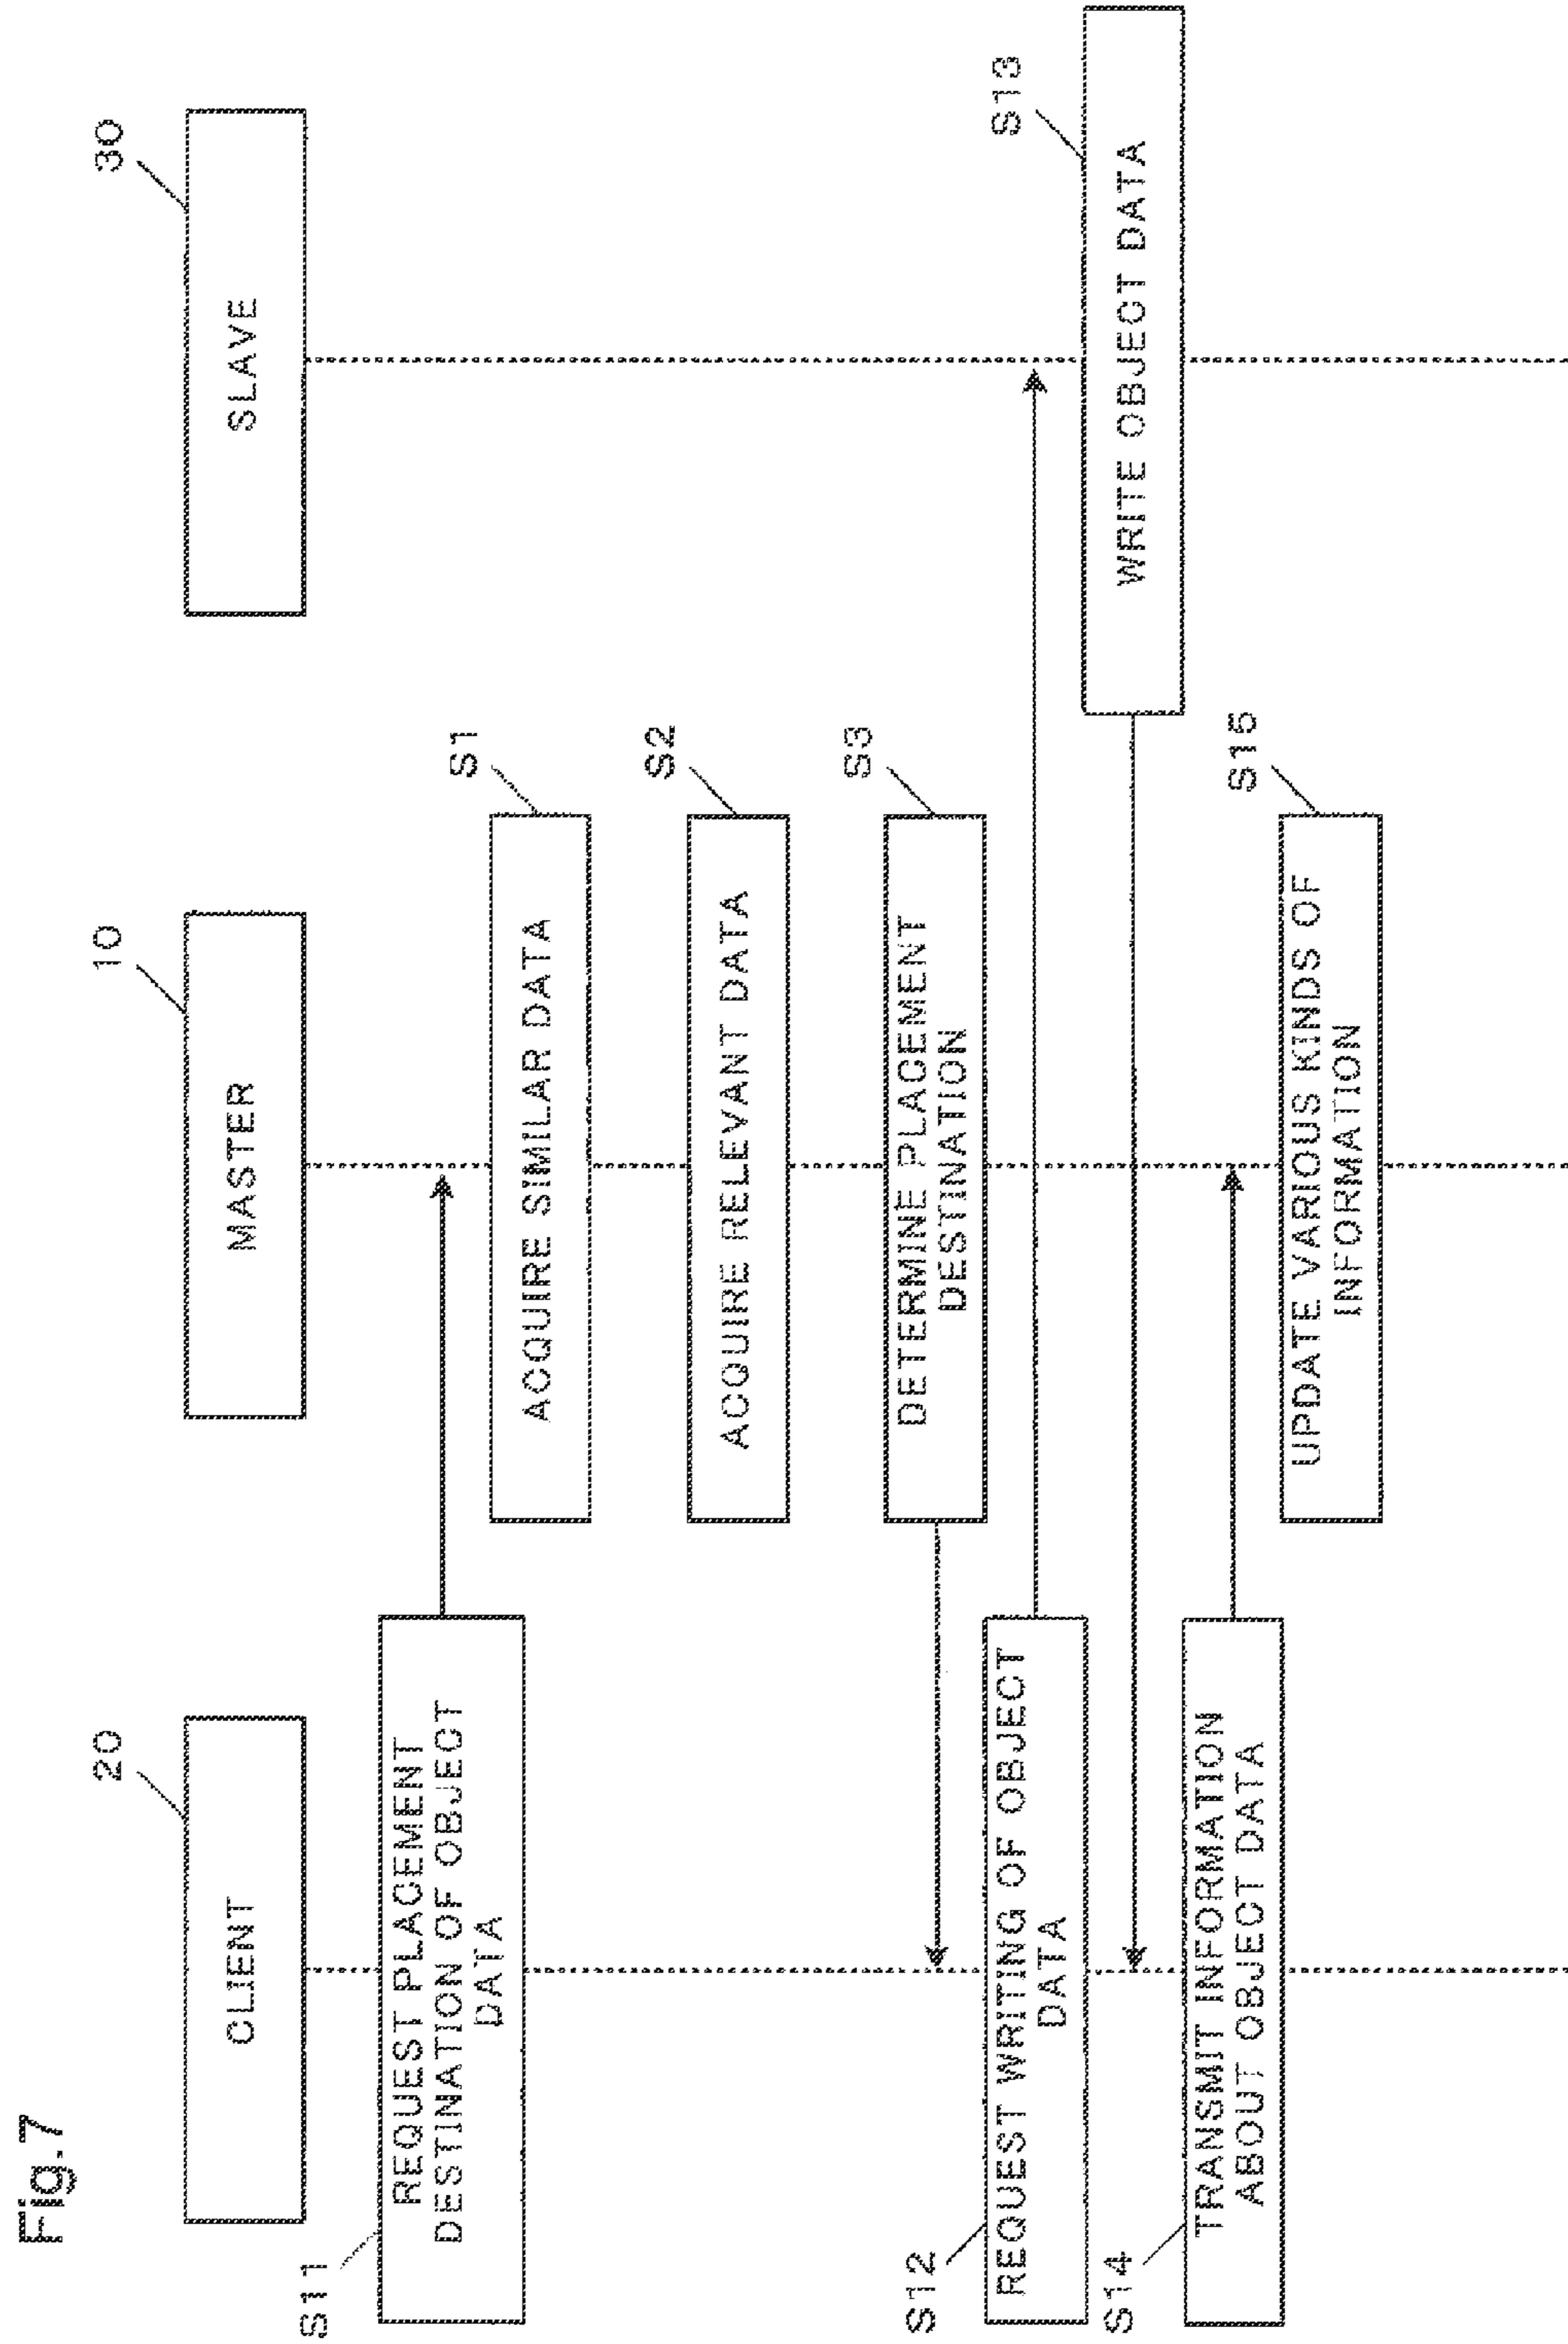 Fig.7
20
10
30
CLIENT
MASTER
SLAVE
S11
REQUEST PLACEMENT
DESTINATION OF OBJECT
DATA
S1
ACQUIRE SIMILAR DATA
S2
ACQUIRE RELEVANT DATA
S3
DETERMINE PLACEMENT
DESTINATION
S12
REQUEST WRITING OF OBJECT
DATA
S13
WRITE OBJECT DATA
S14
TRANSMIT INFORMATION
ABOUT OBJECT DATA
S15
UPDATE VARIOUS KINDS OF
INFORMATION